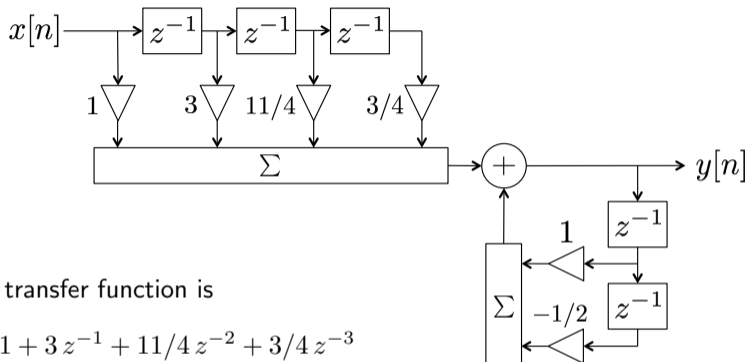 x[n] z⁻¹ z⁻¹ z⁻¹
1 3 11/4 3/4
Σ + y[n]
z⁻¹
1
Σ -1/2 z⁻¹
transfer function is
1 + 3 z⁻¹ + 11/4 z⁻² + 3/4 z⁻³